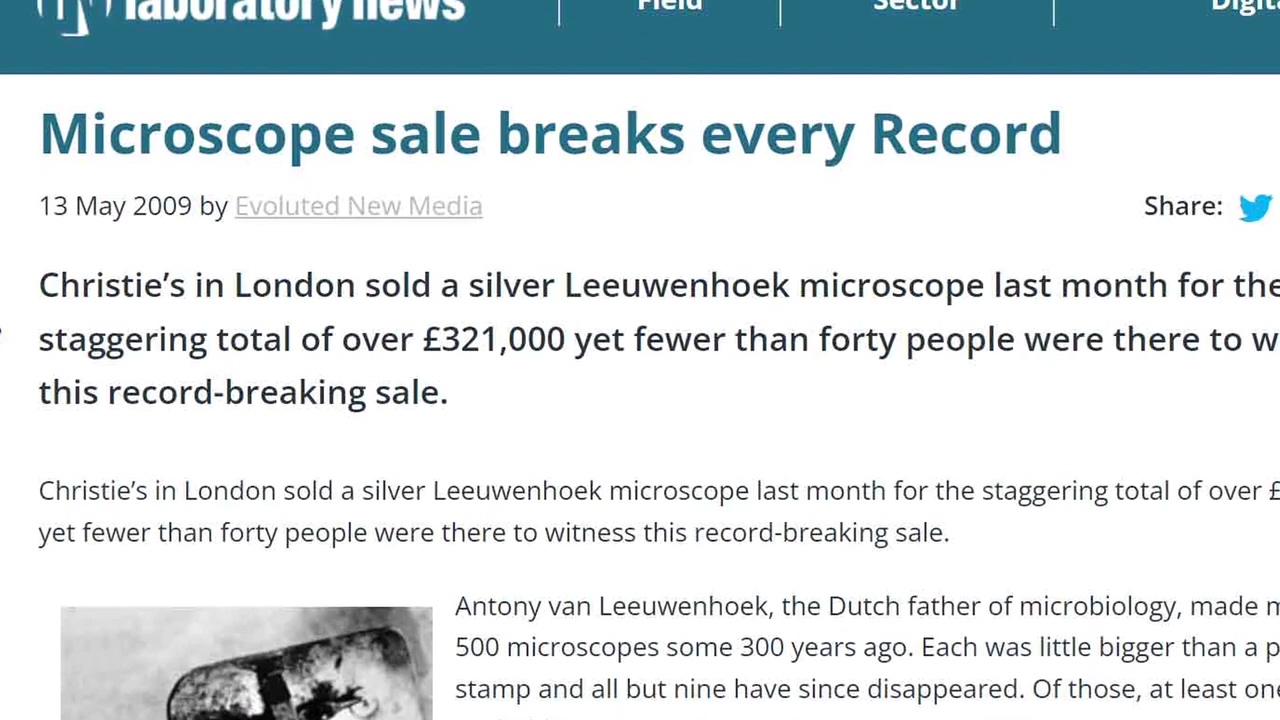 laboratory news
Field
Sector
Microscope sale breaks every Record
13 May 2009 by Evoluted New Media
Share:
Christie’s in London sold a silver Leeuwenhoek microscope last month for the
staggering total of over £321,000 yet fewer than forty people were there to
this record-breaking sale.
Christie’s in London sold a silver Leeuwenhoek microscope last month for the staggering total of over £
yet fewer than forty people were there to witness this record-breaking sale.
Antony van Leeuwenhoek, the Dutch father of microbiology, made
500 microscopes some 300 years ago. Each was little bigger than a
stamp and all but nine have since disappeared. Of those, at least